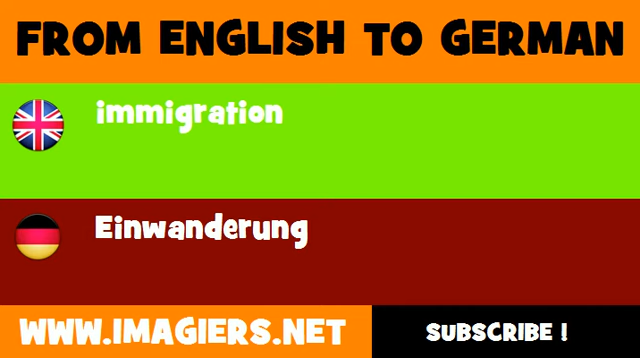 FROM ENGLISH TO GERMAN
immigration
Einwanderung
WWW.IMAGIERS.NET
SUBSCRIBE !